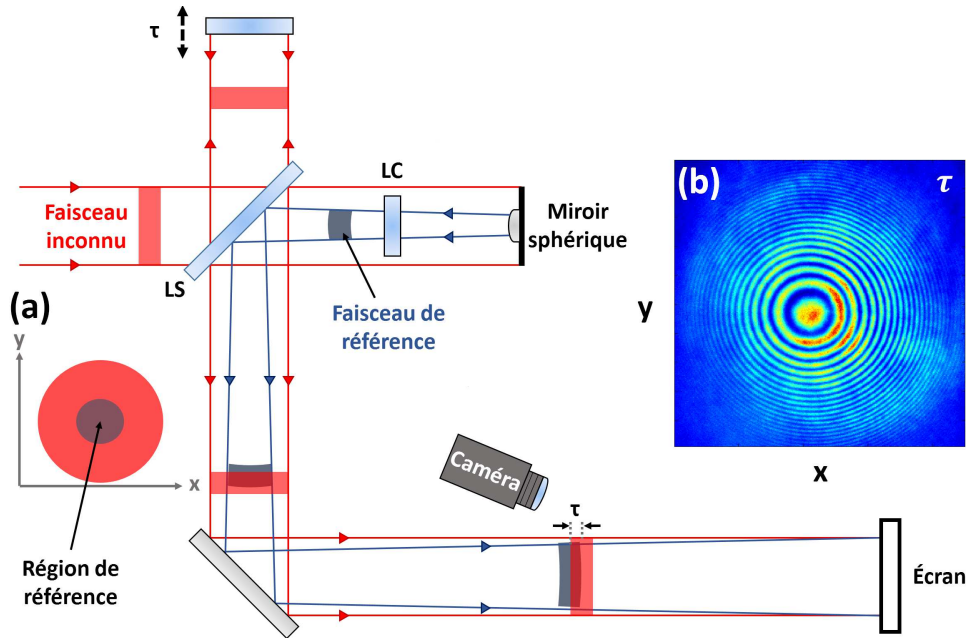 τ
LC
(b)
τ
Faisceau
inconnu
Miroir
sphérique
LS
Faisceau de
référence
(a)
y
y
x
x
Caméra
τ
Région de
référence
Écran